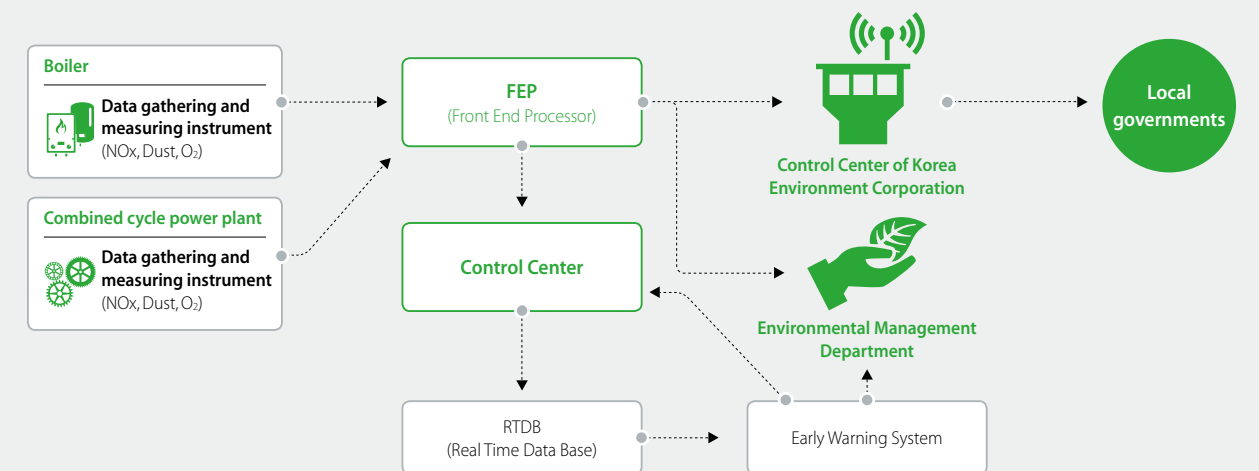 Boiler
Data gathering and
measuring instrument
(NOx, Dust, O₂)
Combined cycle power plant
Data gathering and
measuring instrument
(NOx, Dust, O₂)
FEP
(Front End Processor)
Control Center
RTDB
(Real Time Data Base)
Control Center of Korea
Environment Corporation
Environmental Management
Department
Early Warning System
Local
governments